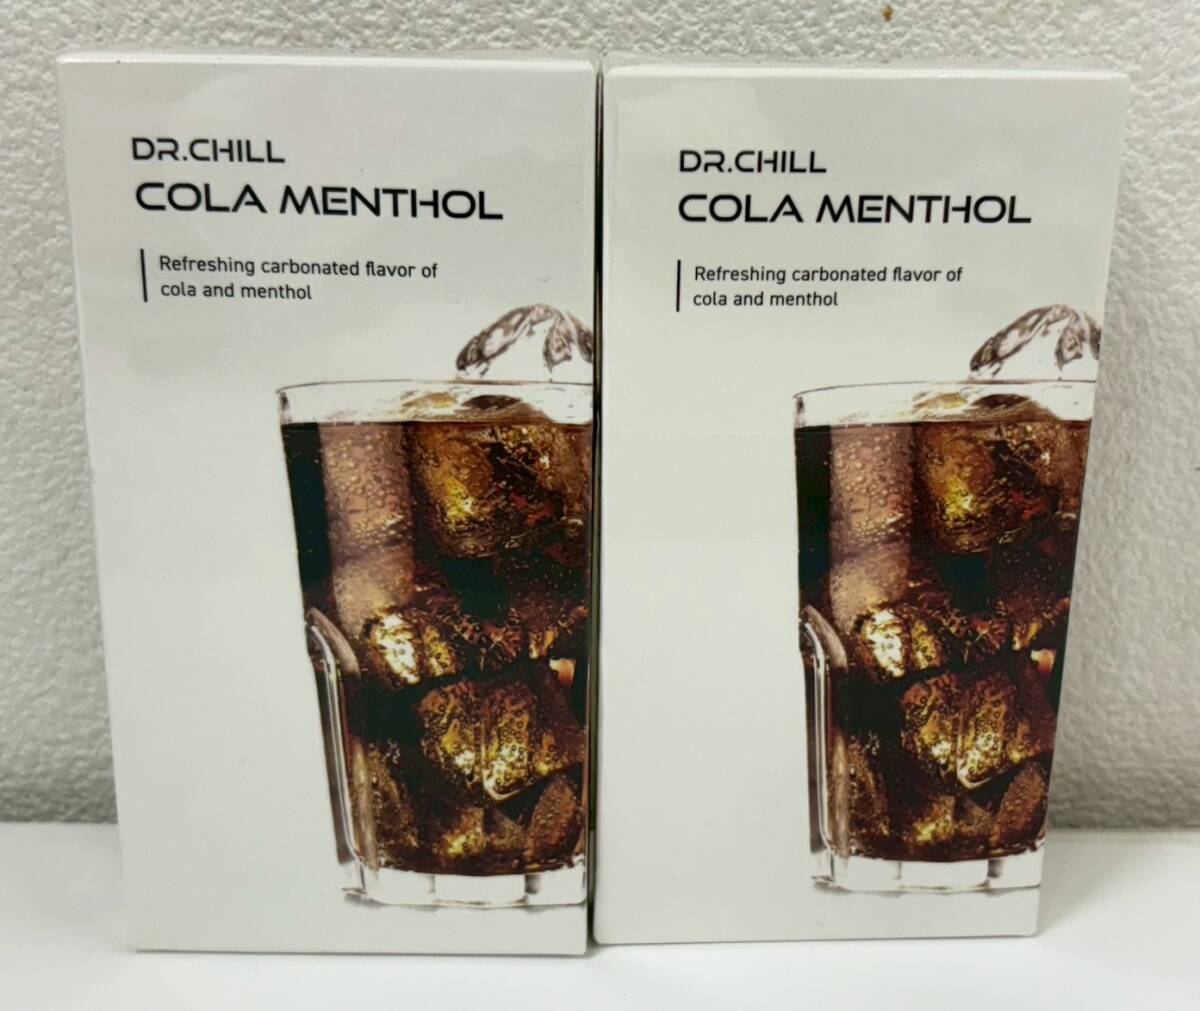 DR.CHILL
COLA MENTHOL
Refreshing carbonated flavor of
cola and menthol
DR.CHILL
COLA MENTHOL
Refreshing carbonated flavor of
cola and menthol